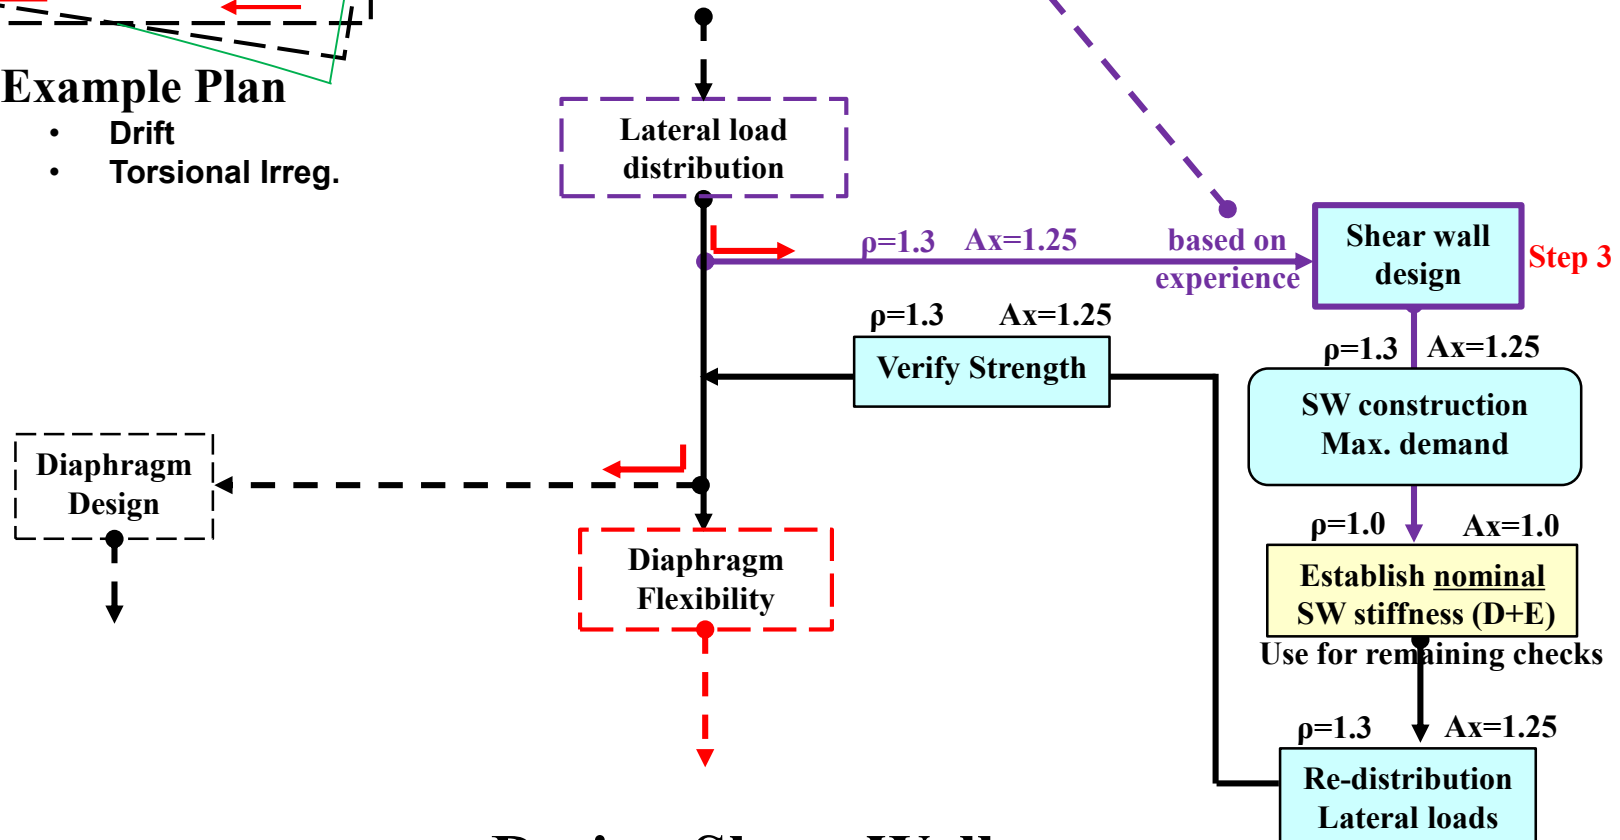 Example Plan
• Drift
• Torsional Irreg.
Lateral load
distribution
ρ=1.3 Ax=1.25
based on
experience
Shear wall
design
Step 3
ρ=1.3 Ax=1.25
Verify Strength
ρ=1.3 Ax=1.25
SW construction
Max. demand
Diaphragm
Design
Diaphragm
Flexibility
ρ=1.0 Ax=1.0
Establish nominal
SW stiffness (D+E)
Use for remaining checks
ρ=1.3 Ax=1.25
Re-distribution
Lateral loads